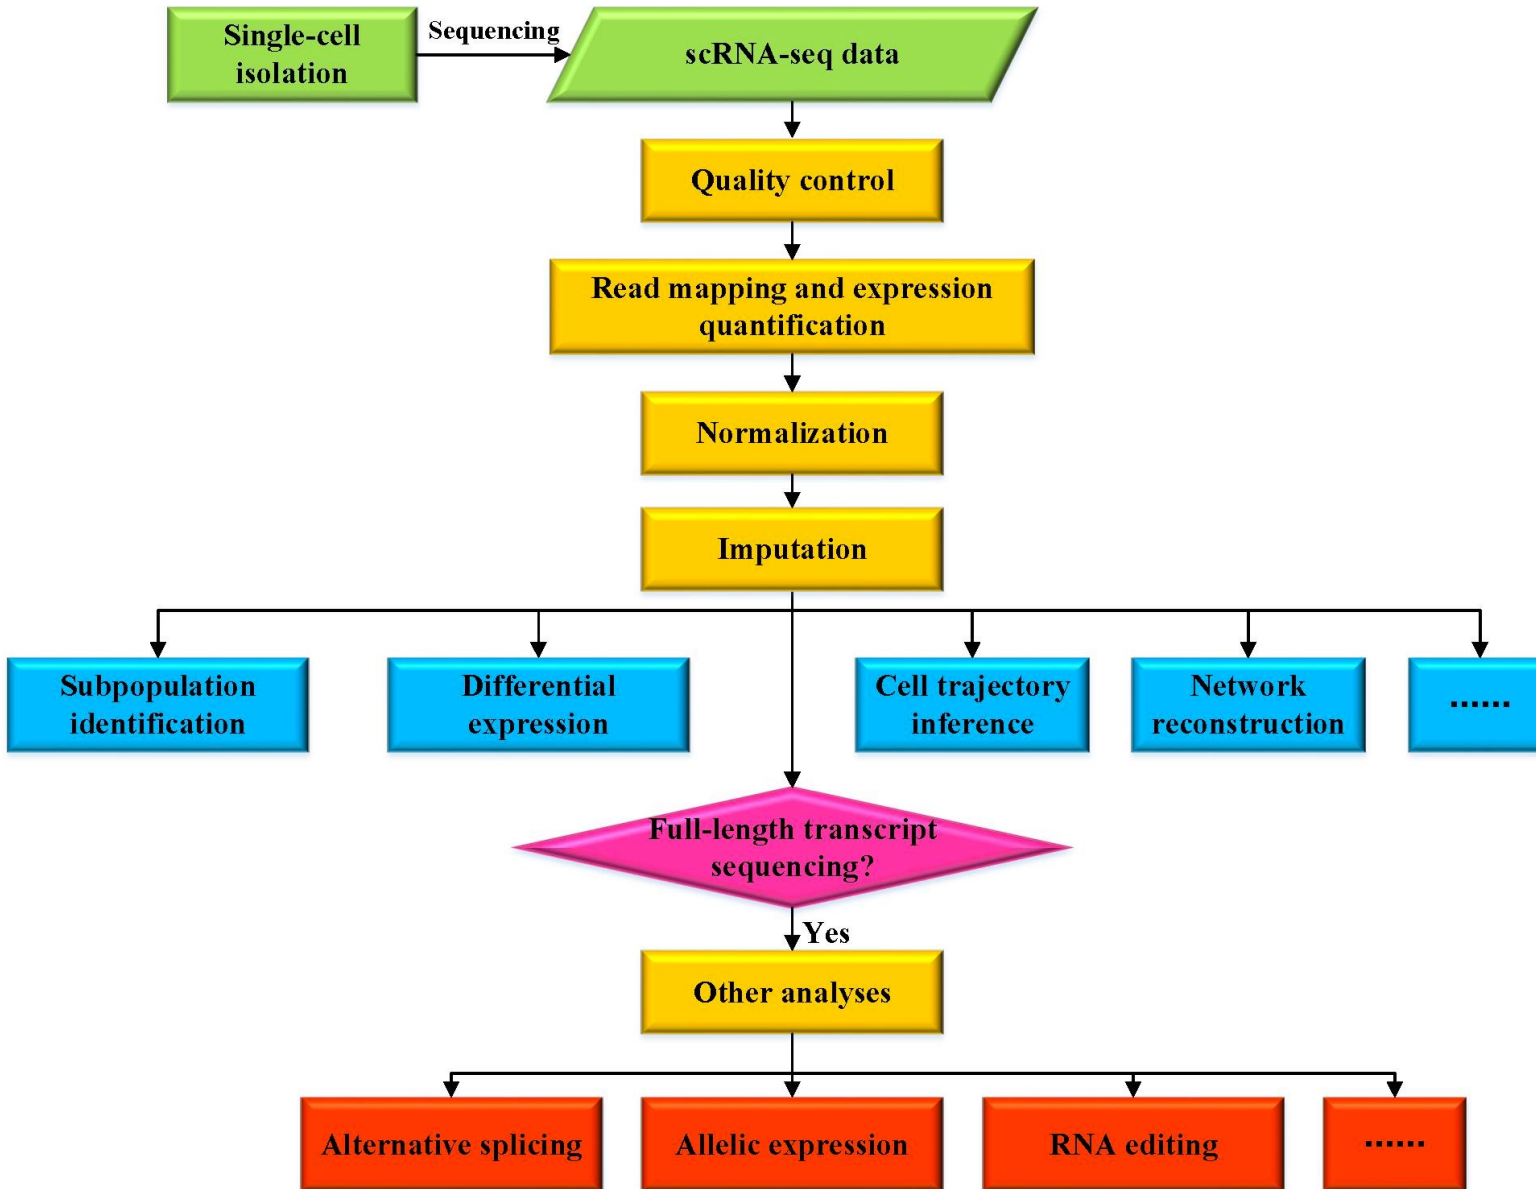 Single-cell
isolation
Sequencing
scRNA-seq data
Quality control
Read mapping and expression
quantification
Normalization
Imputation
Subpopulation
identification
Differential
expression
Cell trajectory
inference
Network
reconstruction
......
Full-length transcript
sequencing?
Yes
Other analyses
Alternative splicing
Allelic expression
RNA editing
......